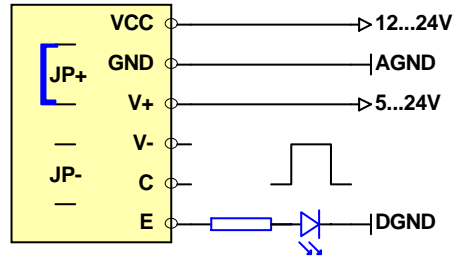 VCC 12...24V
GND AGND
JP+
V+ 5...24V
V-
JP-
C
E DGND